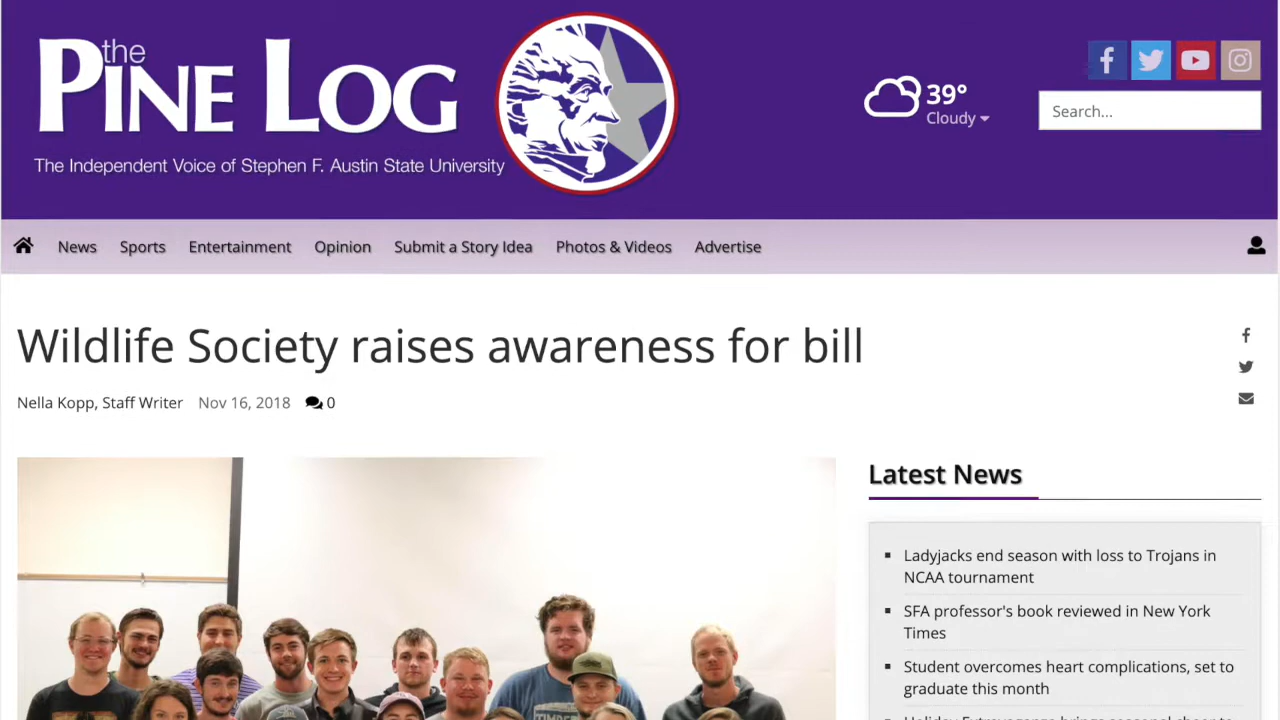 the
PINE LOG
The Independent Voice of Stephen F. Austin State University
39°
Cloudy
Search...
News Sports Entertainment Opinion Submit a Story Idea Photos & Videos Advertise
Wildlife Society raises awareness for bill
Nella Kopp, Staff Writer Nov 16, 2018 0
Latest News
Ladyjacks end season with loss to Trojans in
NCAA tournament
SFA professor's book reviewed in New York
Times
Student overcomes heart complications, set to
graduate this month